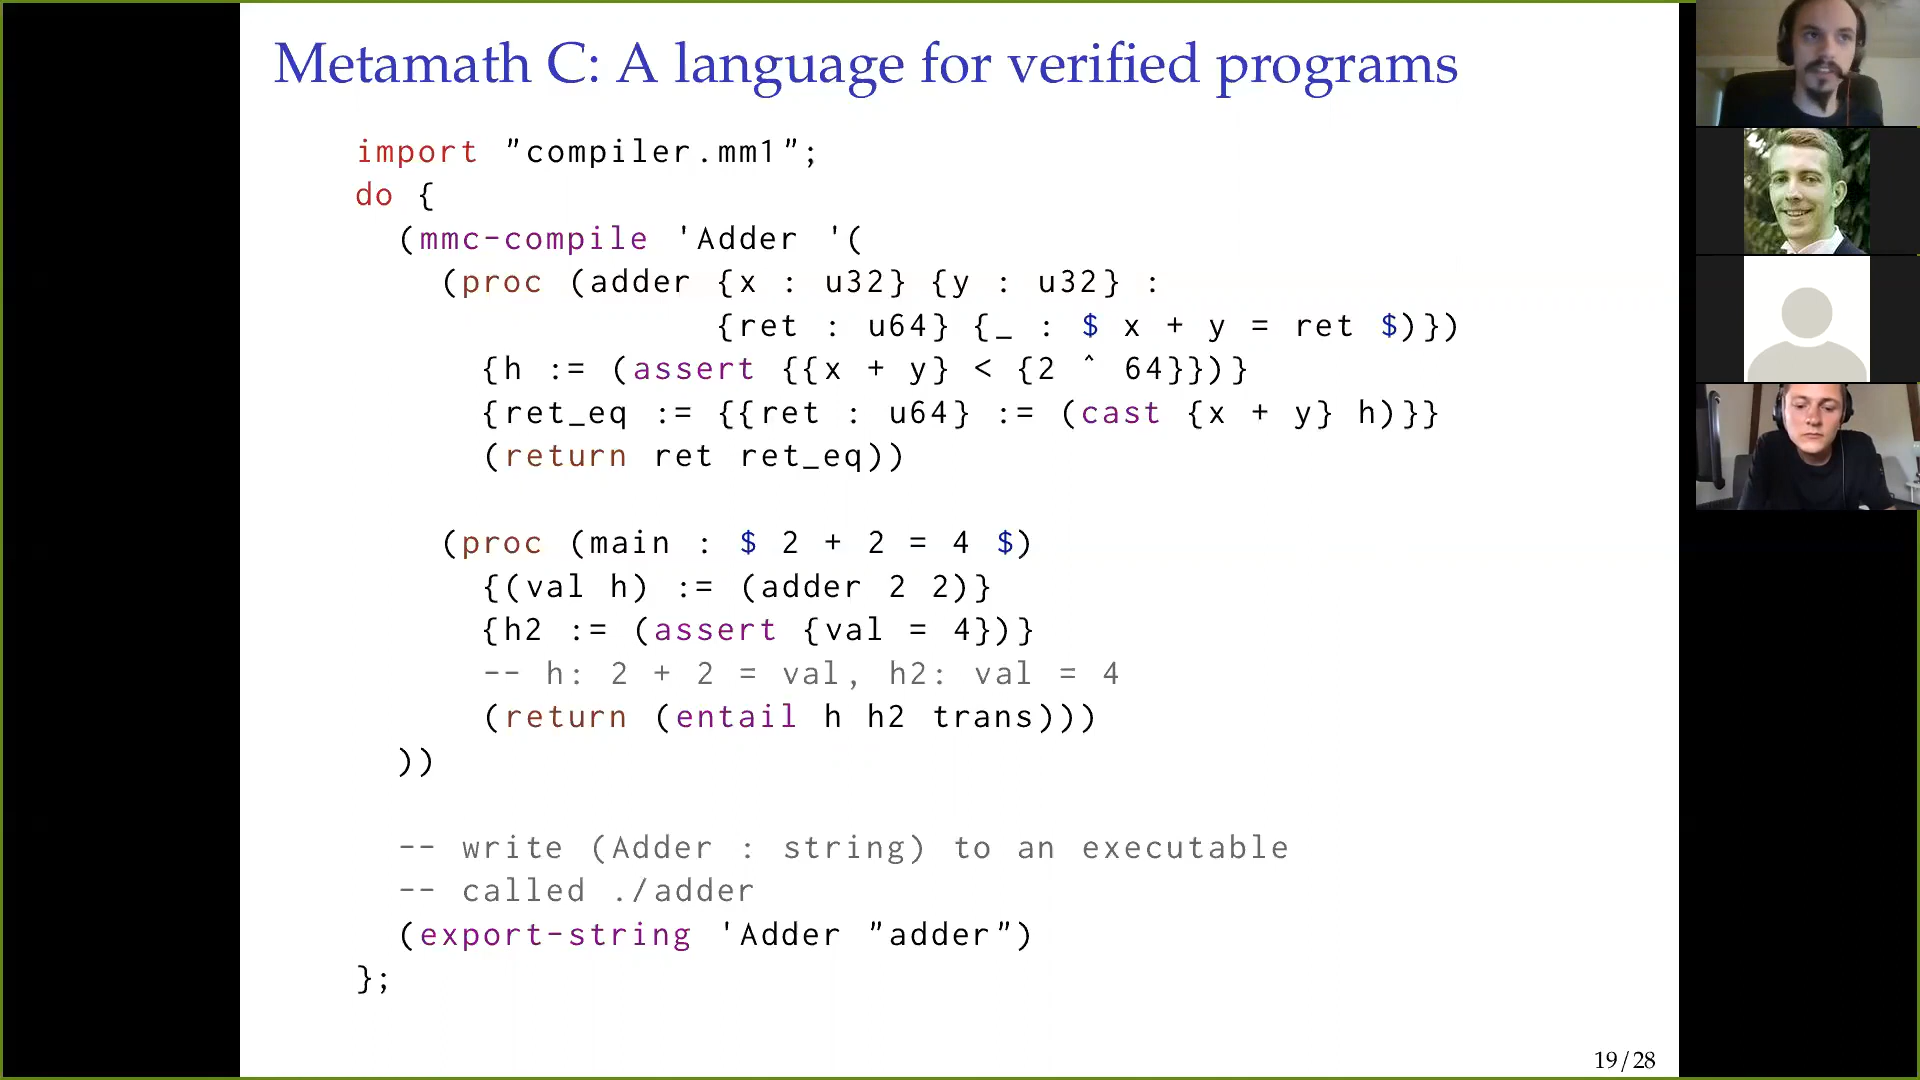 Metamath C: A language for verified programs
import "compiler.mm1";
do {
(mmc-compile 'Adder '(
(proc (adder {x : u32} {y : u32} :
{ret : u64} {_ : $ x + y = ret $)})
{h := (assert {{x + y} < {2 ^ 64}})}
{ret_eq := {{ret : u64} := (cast {x + y} h)}}
(return ret ret_eq))
(proc (main : $ 2 + 2 = 4 $)
{(val h) := (adder 2 2)}
{h2 := (assert {val = 4})}
-- h: 2 + 2 = val, h2: val = 4
(return (entail h h2 trans)))
))
-- write (Adder : string) to an executable
-- called ./adder
(export-string 'Adder "adder")
};
19/28